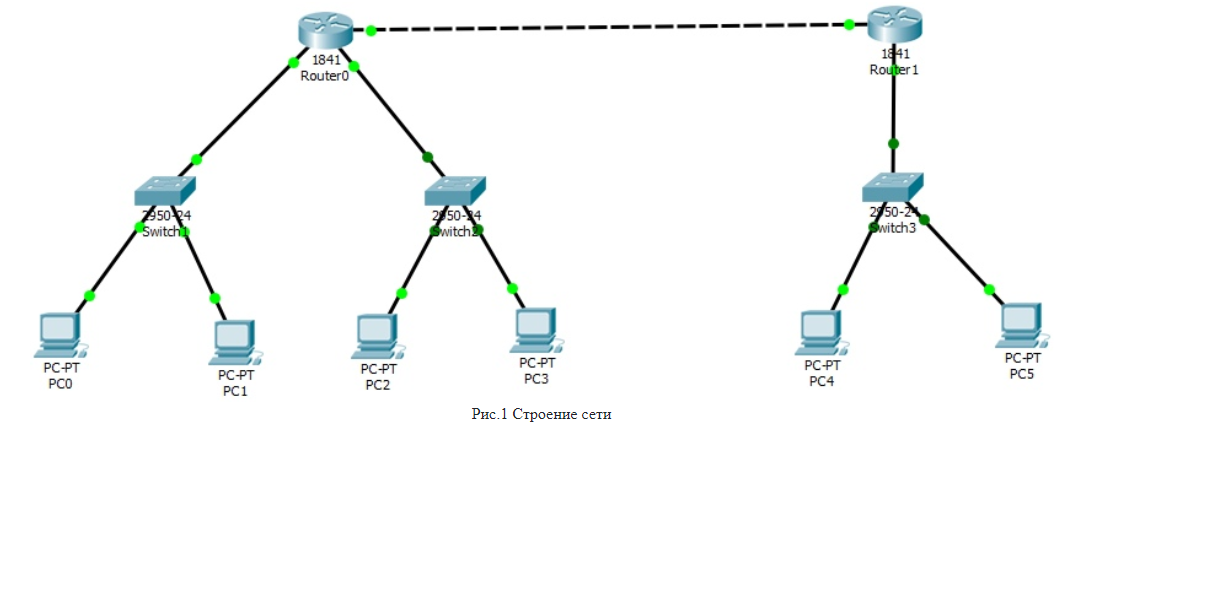 1841
Router0
1841
Router1
2950-24
Switch1
2950-24
Switch2
2950-24
Switch3
PC-PT
PC0
PC-PT
PC1
PC-PT
PC2
PC-PT
PC3
PC-PT
PC4
PC-PT
PC5
Рис.1 Строение сети